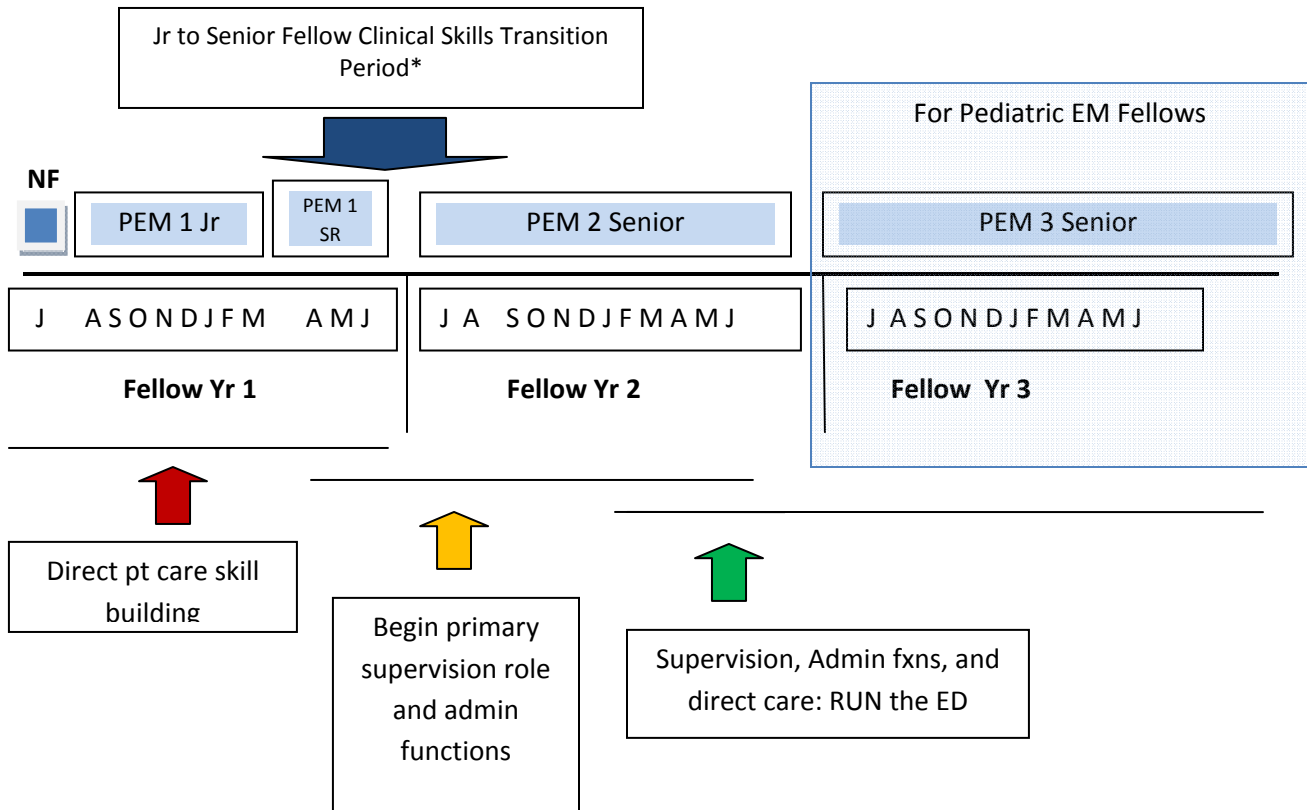 Jr to Senior Fellow Clinical Skills Transition
Period*
For Pediatric EM Fellows
NF
PEM 1 Jr
PEM 1
SR
PEM 2 Senior
PEM 3 Senior
J A S O N D J F M A M J
J A S O N D J F M A M J
J A S O N D J F M A M J
Fellow Yr 1
Fellow Yr 2
Fellow Yr 3
Direct pt care skill
building
Begin primary
supervision role
and admin
functions
Supervision, Admin fxns, and
direct care: RUN the ED